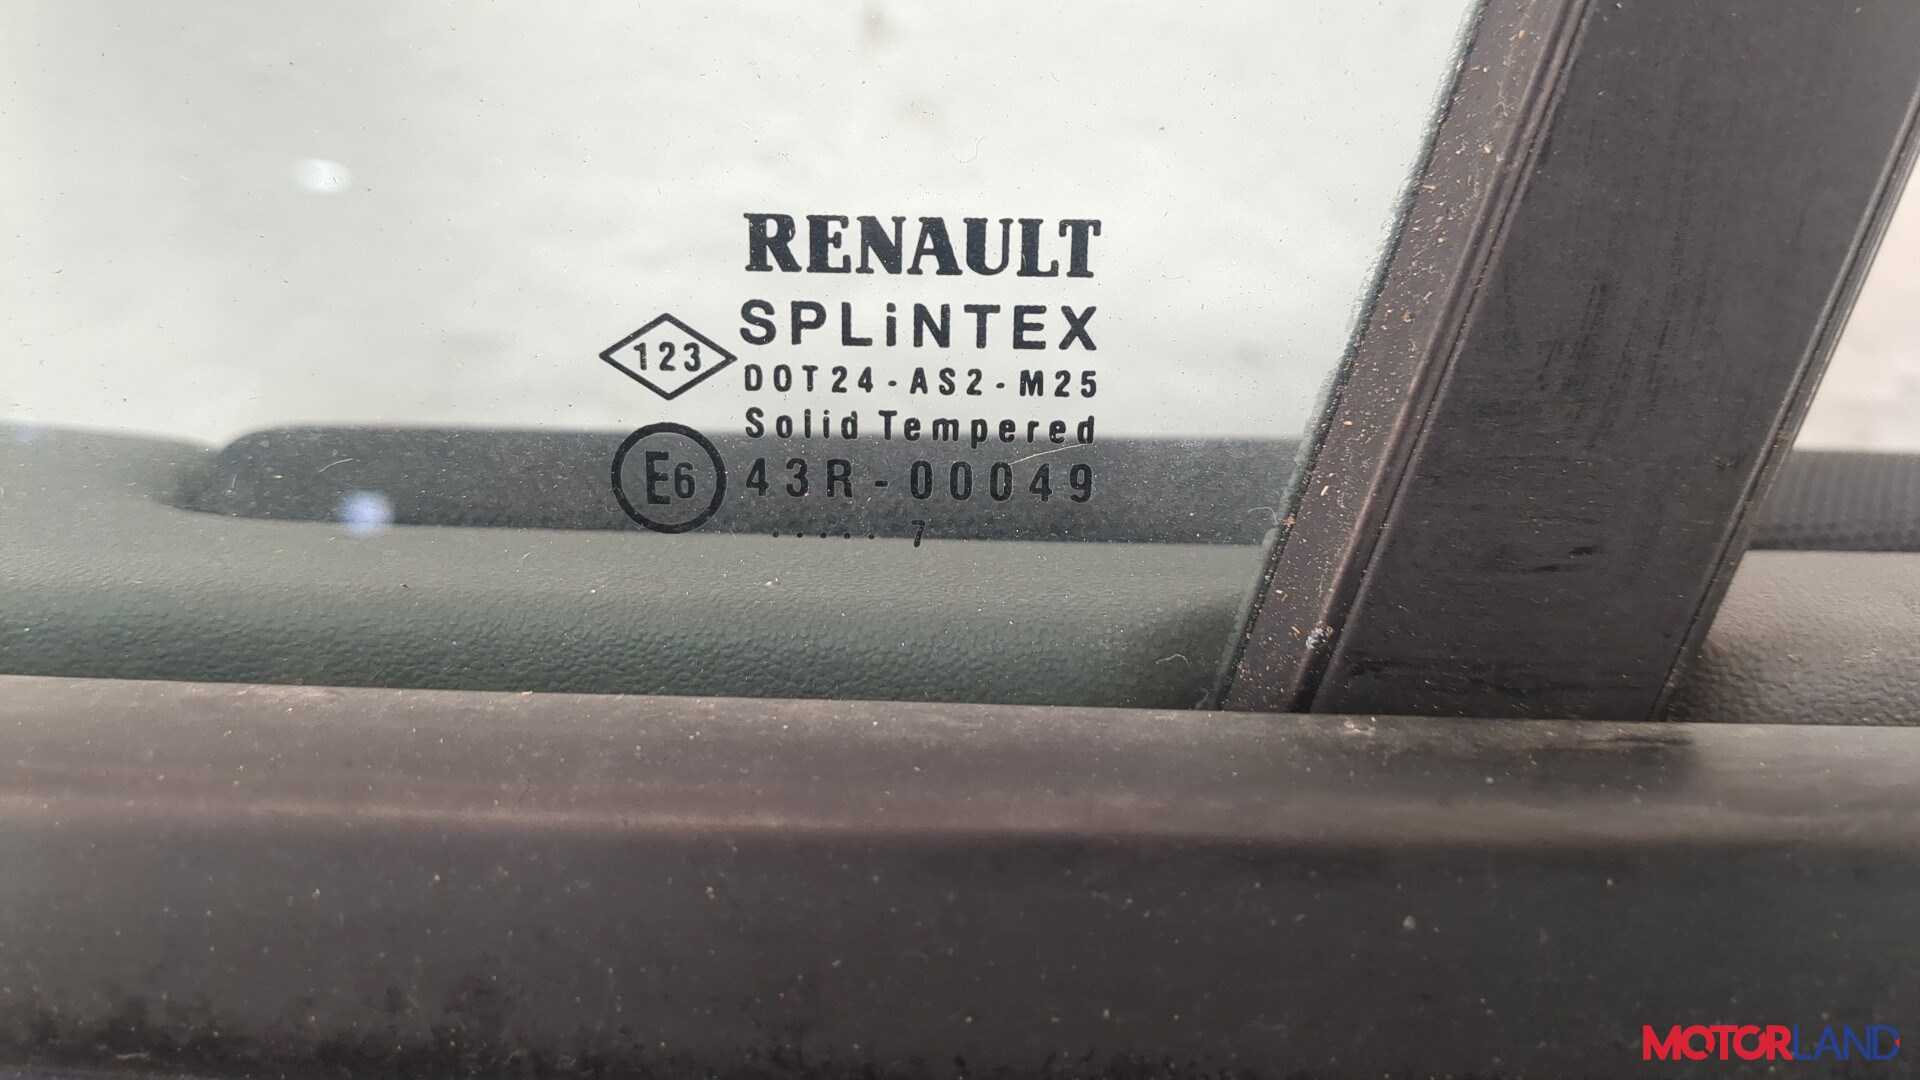 RENAULT
SPLiNTEX
123
DOT24-AS2-M25
Solid Tempered
E6 43R-00049
..... 7
MOTORLAND